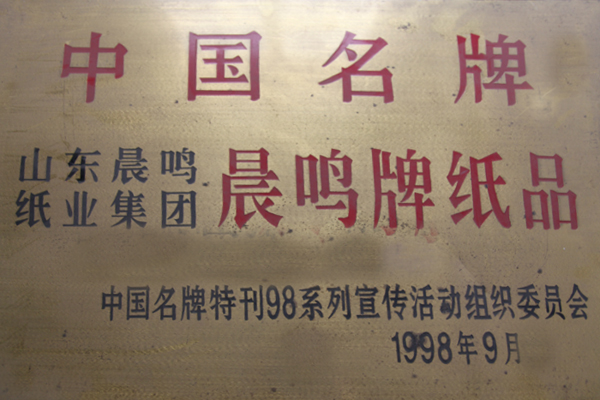 中国名牌
山东晨鸣
纸业集团
晨鸣牌纸品
中国名牌特刊98系列宣传活动组织委员会
1998年9月